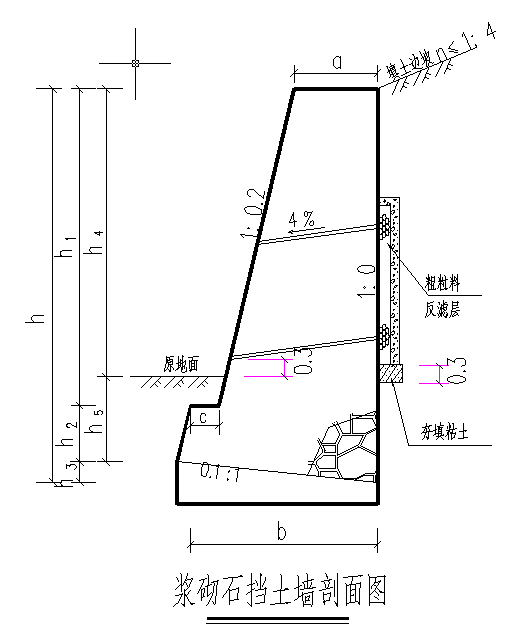 a
填土边坡 n≤1:4
1:0.2
4%
h1
h4
h
1:0
粗粒料
反滤层
原地面
0.3
0.3
夯填粘土
c
h2
h5
h3
0.1:1
b
浆砌石挡土墙剖面图